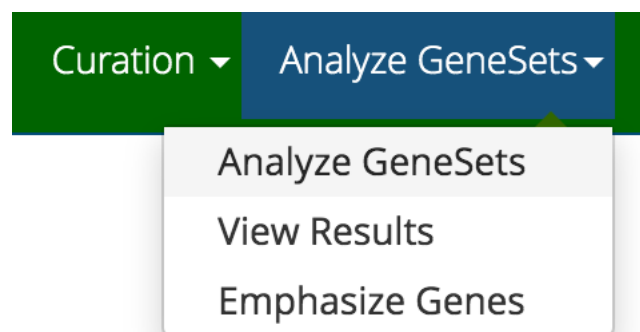 Curation Analyze GeneSets
Analyze GeneSets
View Results
Emphasize Genes